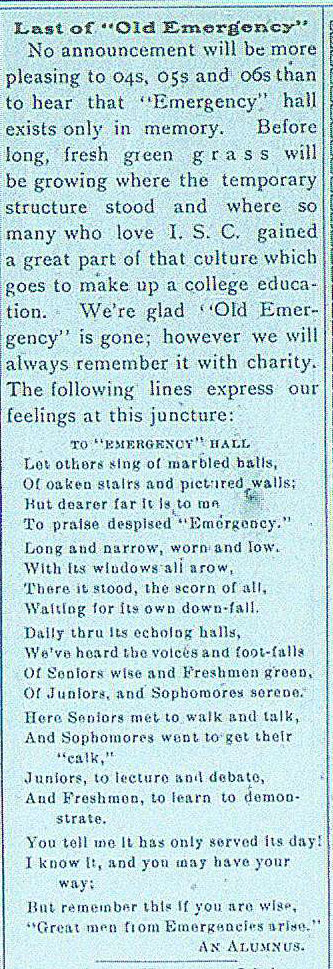 Last of "Old Emergency"
No announcement will be more
pleasing to 04s, 05s and 06s than
to hear that "Emergency" hall
exists only in memory. Before
long, fresh green grass will
be growing where the temporary
structure stood and where so
many who love I. S. C. gained
a great part of that culture which
goes to make up a college educa-
tion. We're glad "Old Emer-
gency" is gone; however we will
always remember it with charity.
The following lines express our
feelings at this juncture:
TO "EMERGENCY" HALL
Let others sing of marbled halls,
Of oaken stairs and pictured walls;
But dearer far it is to me
To praise despised "Emergency."
Long and narrow, worn and low.
With its windows all arow,
There it stood, the scorn of all,
Waiting for its own down-fall.
Daily thru its echoing halls,
We've heard the voices and foot-falls
Of Seniors wise and Freshmen green,
Of Juniors, and Sophomores serene.
Here Seniors met to walk and talk,
And Sophomores went to get their
"calk,"
Juniors, to lecture and debate,
And Freshmen, to learn to demon-
strate.
You tell me it has only served its day!
I know it, and you may have your
way;
But remember this if you are wise,
"Great men from Emergencies arise."
AN ALUMNUS.